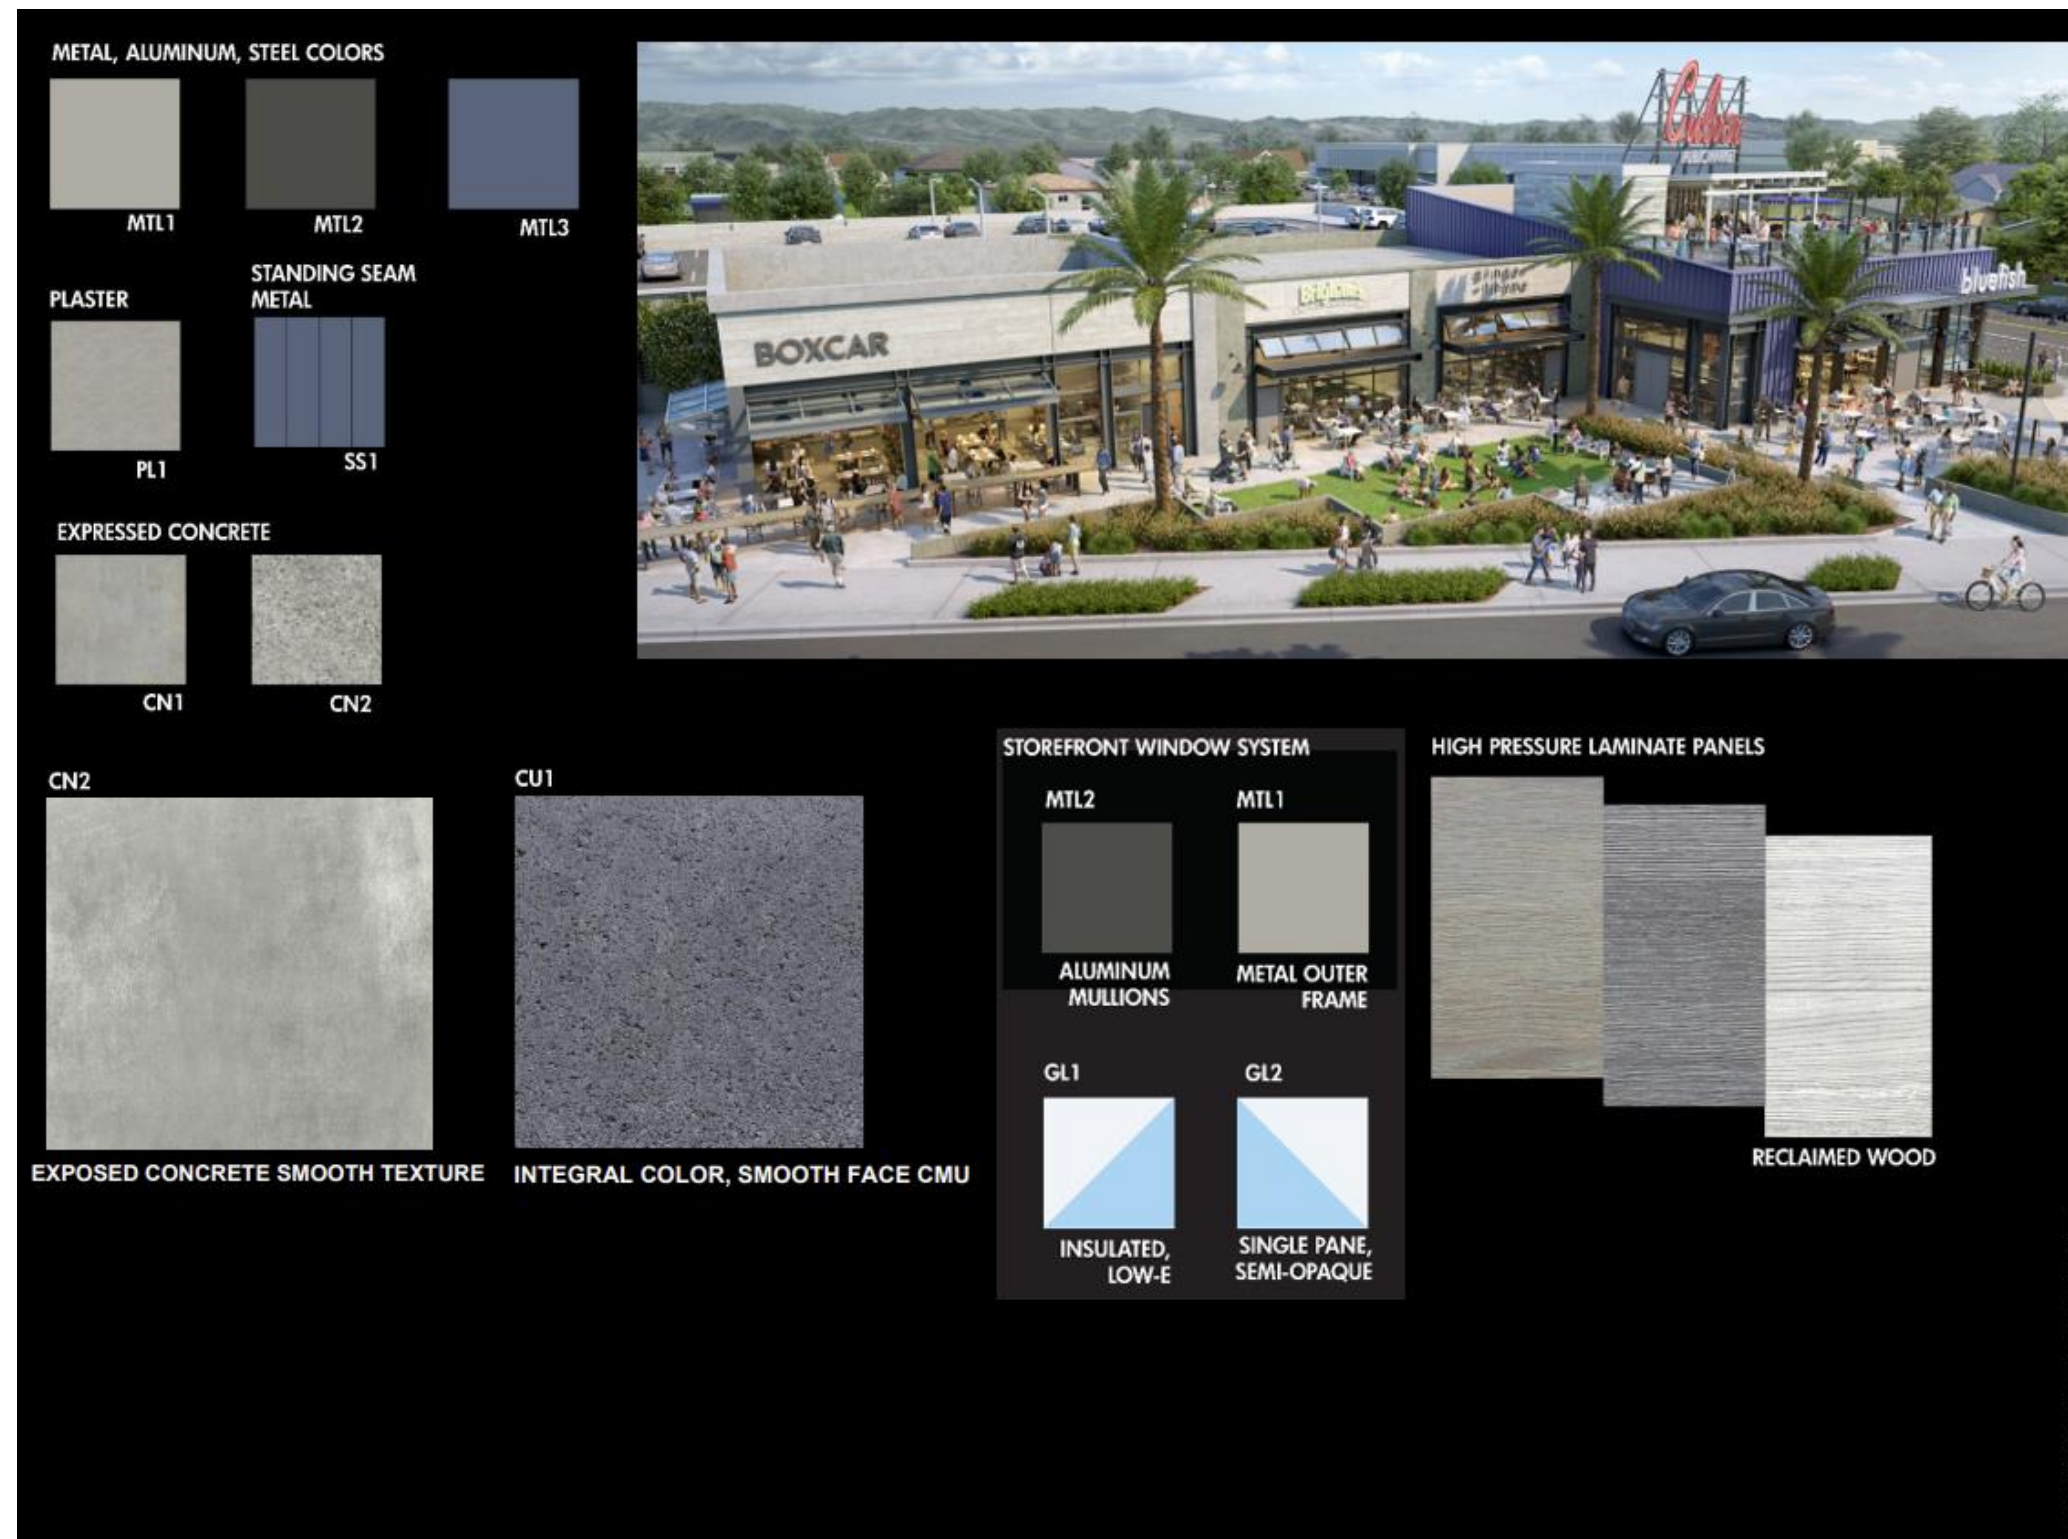 METAL, ALUMINUM, STEEL COLORS
MTL1
MTL2
MTL3
PLASTER
STANDING SEAM
METAL
PL1
SS1
EXPRESSED CONCRETE
CN1
CN2
BOXCAR
bluefish
CN2
EXPOSED CONCRETE SMOOTH TEXTURE
CU1
INTEGRAL COLOR, SMOOTH FACE CMU
STOREFRONT WINDOW SYSTEM
MTL2
MTL1
ALUMINUM
MULLIONS
METAL OUTER
FRAME
GL1
GL2
INSULATED,
LOW-E
SINGLE PANE,
SEMI-OPAQUE
HIGH PRESSURE LAMINATE PANELS
RECLAIMED WOOD